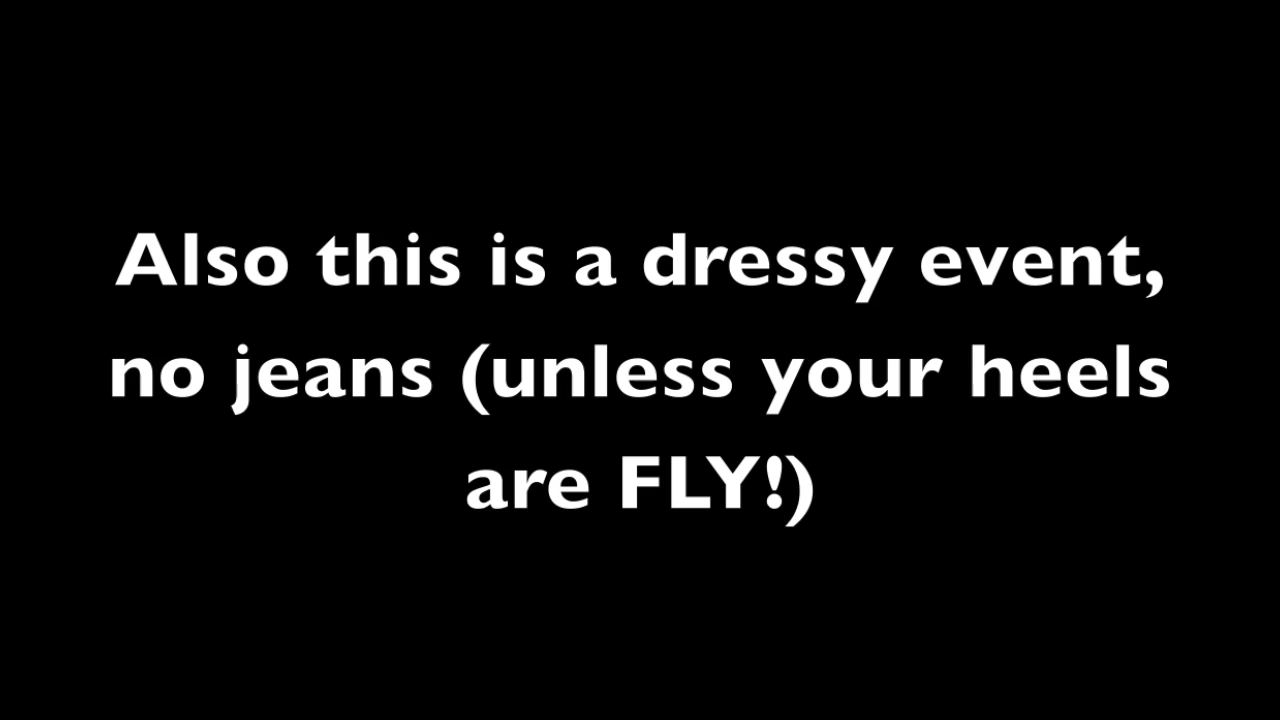 Also this is a dressy event,
no jeans (unless your heels
are FLY!)